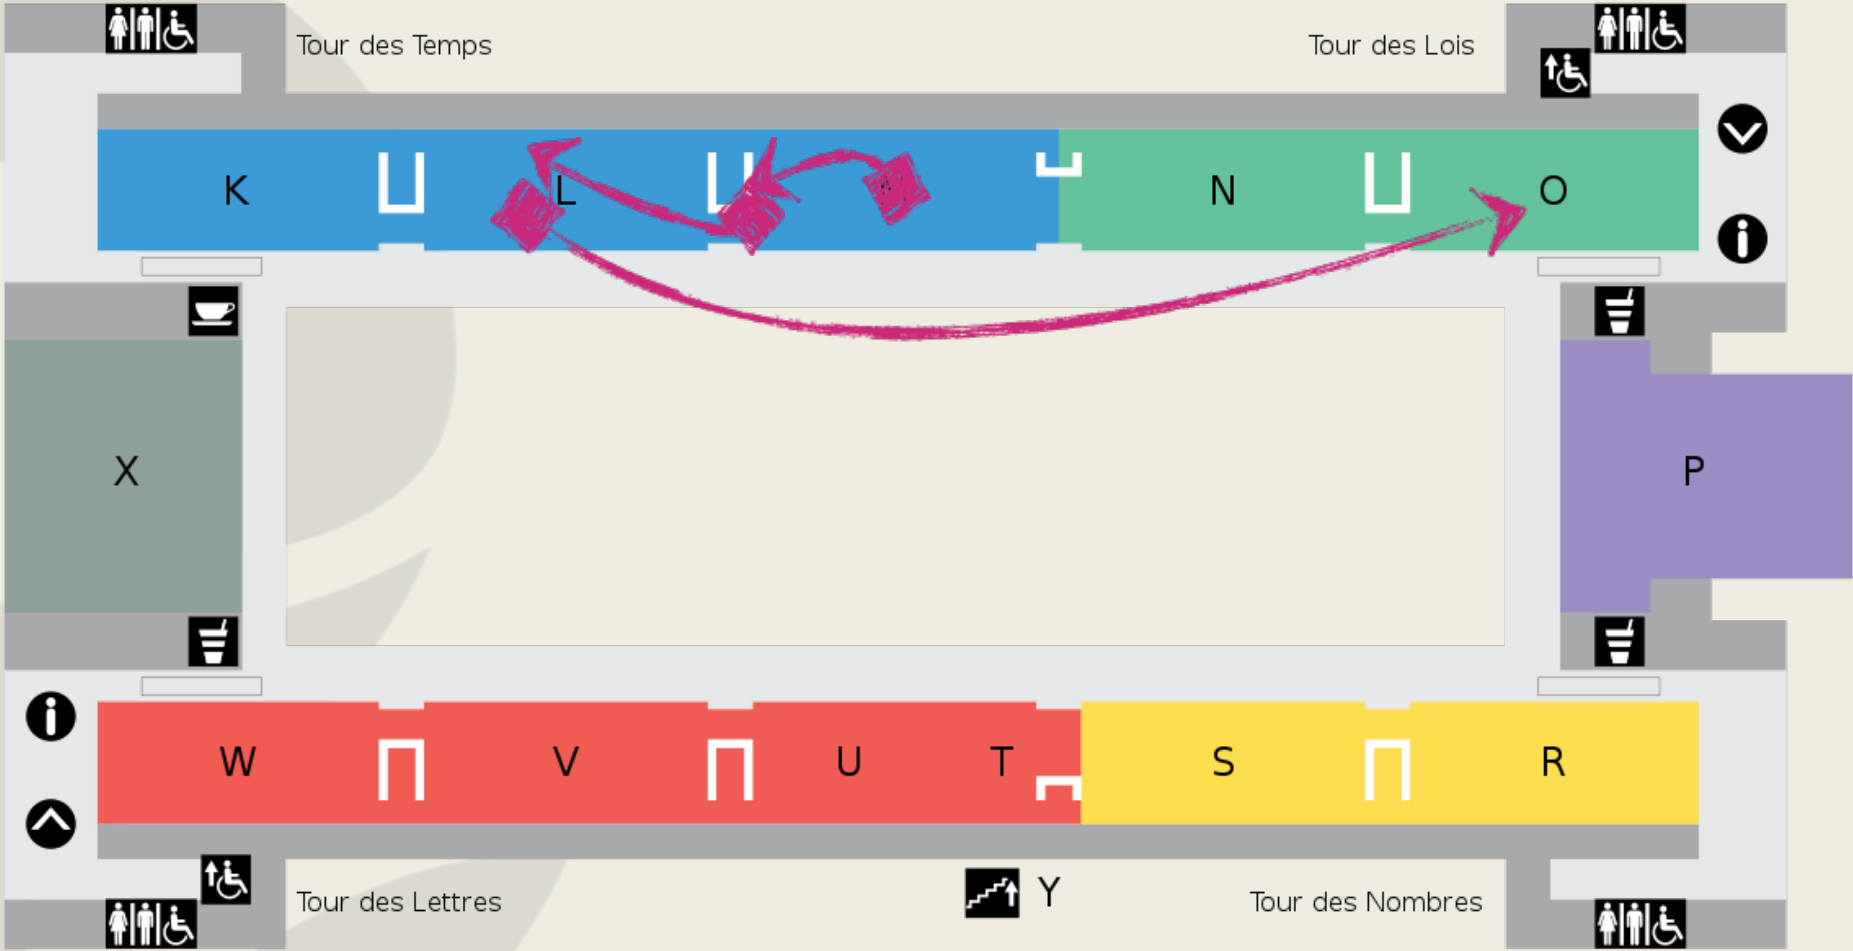 Tour des Temps
Tour des Lois
K
L
N
O
X
P
W
V
U
T
S
R
Tour des Lettres
Y
Tour des Nombres